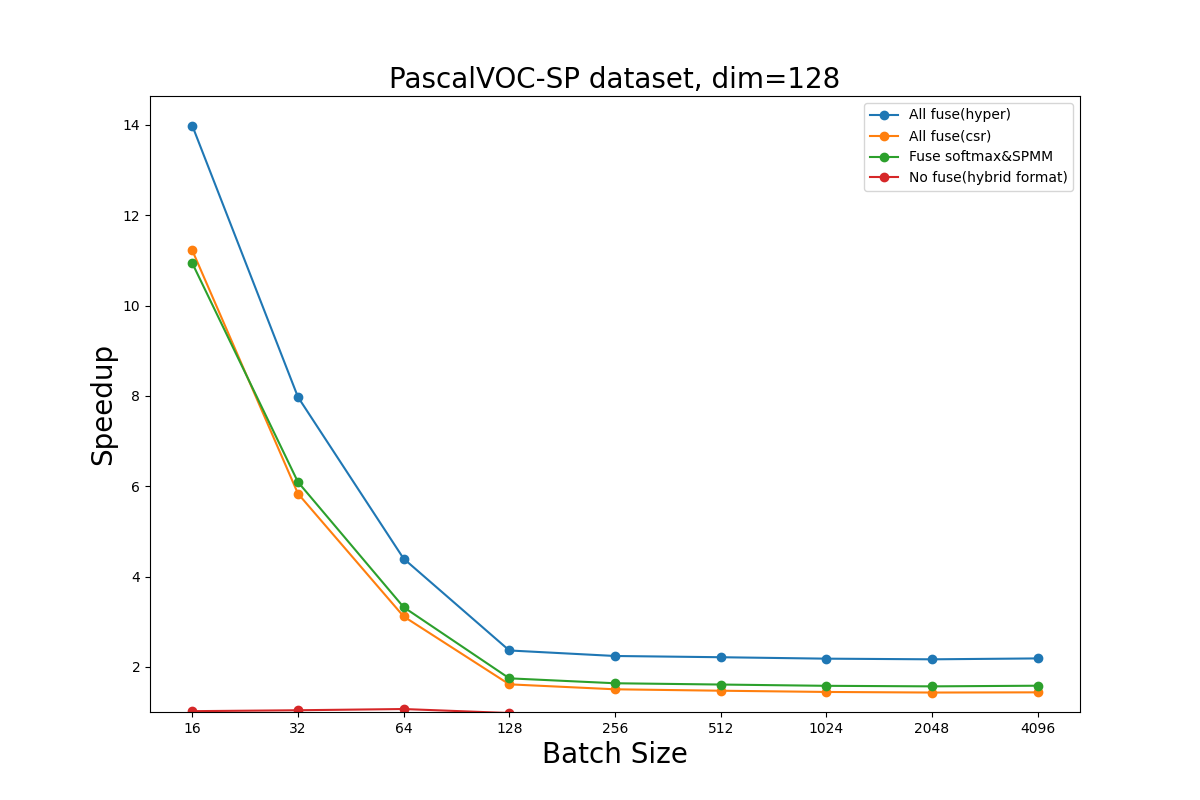 PascalVOC-SP dataset, dim=128
All fuse(hyper)
All fuse(csr)
Fuse softmax&SPMM
No fuse(hybrid format)
Speedup
14
12
10
8
6
4
2
16 32 64 128 256 512 1024 2048 4096
Batch Size